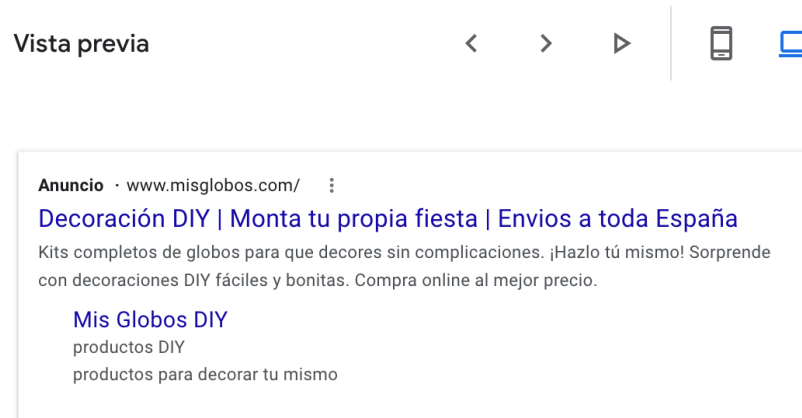 Vista previa
Anuncio · www.misglobos.com/
Decoración DIY | Monta tu propia fiesta | Envios a toda España
Kits completos de globos para que decores sin complicaciones. ¡Hazlo tú mismo! Sorprende
con decoraciones DIY fáciles y bonitas. Compra online al mejor precio.
Mis Globos DIY
productos DIY
productos para decorar tu mismo